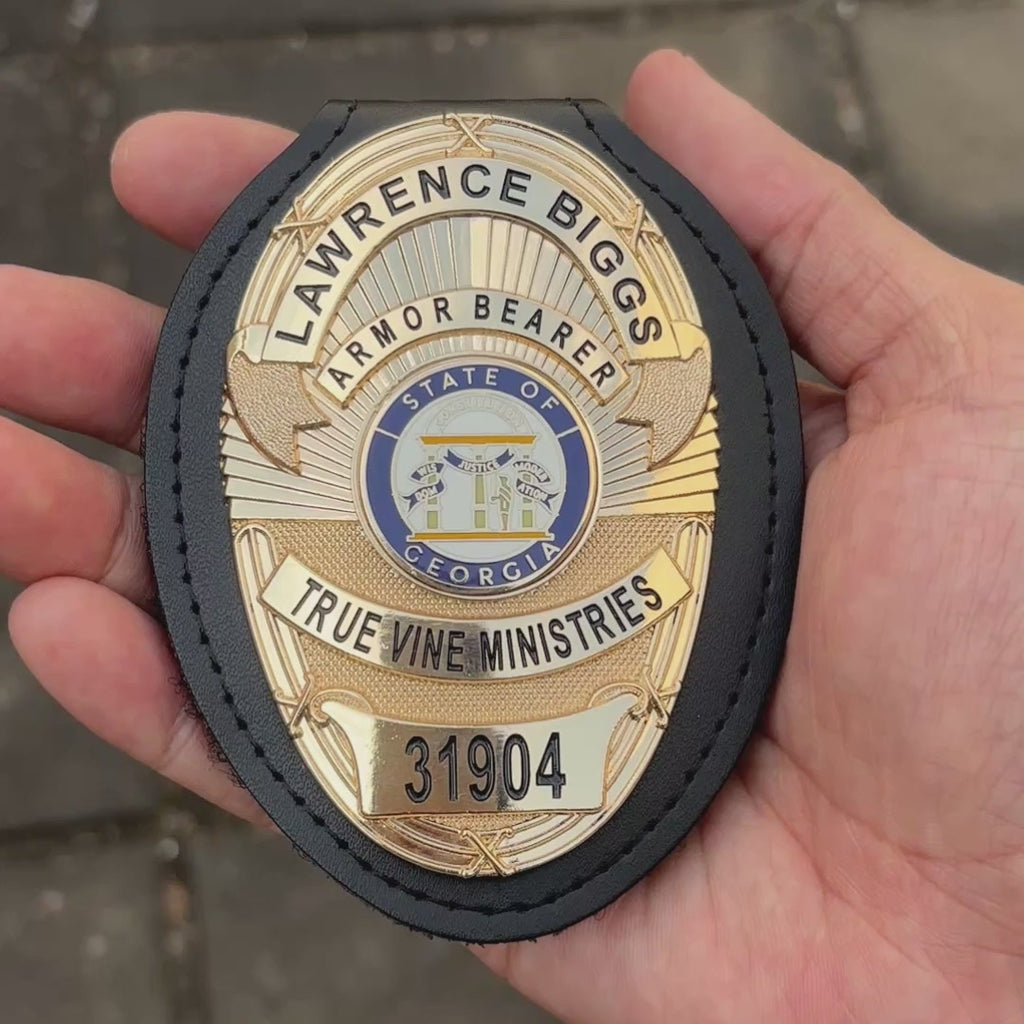 LAWRENCE BIGGS
ARMOR BEARER
STATE OF
JUSTICE
GEORGIA
TRUE VINE MINISTRIES
31904